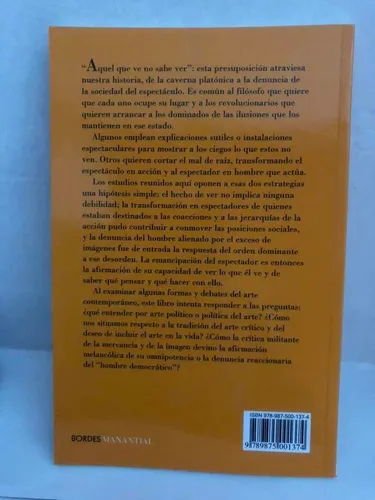 “Aquel que ve no sabe ver”: esta presuposición atraviesa
nuestra historia, de la caverna platónica a la denuncia de
la sociedad del espectáculo. Es común al filósofo que quiere
que cada uno ocupe su lugar y a los revolucionarios que
quieren arrancar a los dominados de las ilusiones que los
mantienen en ese estado.
Algunos emplean explicaciones sutiles o instalaciones
espectaculares para mostrar a los ciegos lo que estos no
ven. Otros quieren cortar el mal de raíz, transformando el
espectáculo en acción y al espectador en hombre que actúa.
Los estudios reunidos aquí oponen a esas dos estrategias
una hipótesis simple: el hecho de ver no implica ninguna
debilidad; la transformación en espectadores de quienes
estaban destinados a las coacciones y a las jerarquías de la
acción pudo contribuir a conmover las posiciones sociales,
y la denuncia del hombre alienado por el exceso de
imágenes fue de entrada la respuesta del orden dominante
a ese desorden. La emancipación del espectador es entonces
la afirmación de su capacidad de ver lo que él ve y de
saber qué pensar y qué hacer con ello.
Al examinar algunas formas y debates del arte
contemporáneo, este libro intenta responder a las preguntas:
¿qué entender por arte político o política del arte? ¿Cómo
nos situamos respecto a la tradición del arte crítico y del
deseo de incluir el arte en la vida? ¿Cómo la crítica militante
de la mercancía y de la imagen devino la afirmación
melancólica de su omnipotencia o la denuncia reaccionaria
del “hombre democrático”?
BORDESMANANTIAL
ISBN 978-987-500-137-4
9789875001374